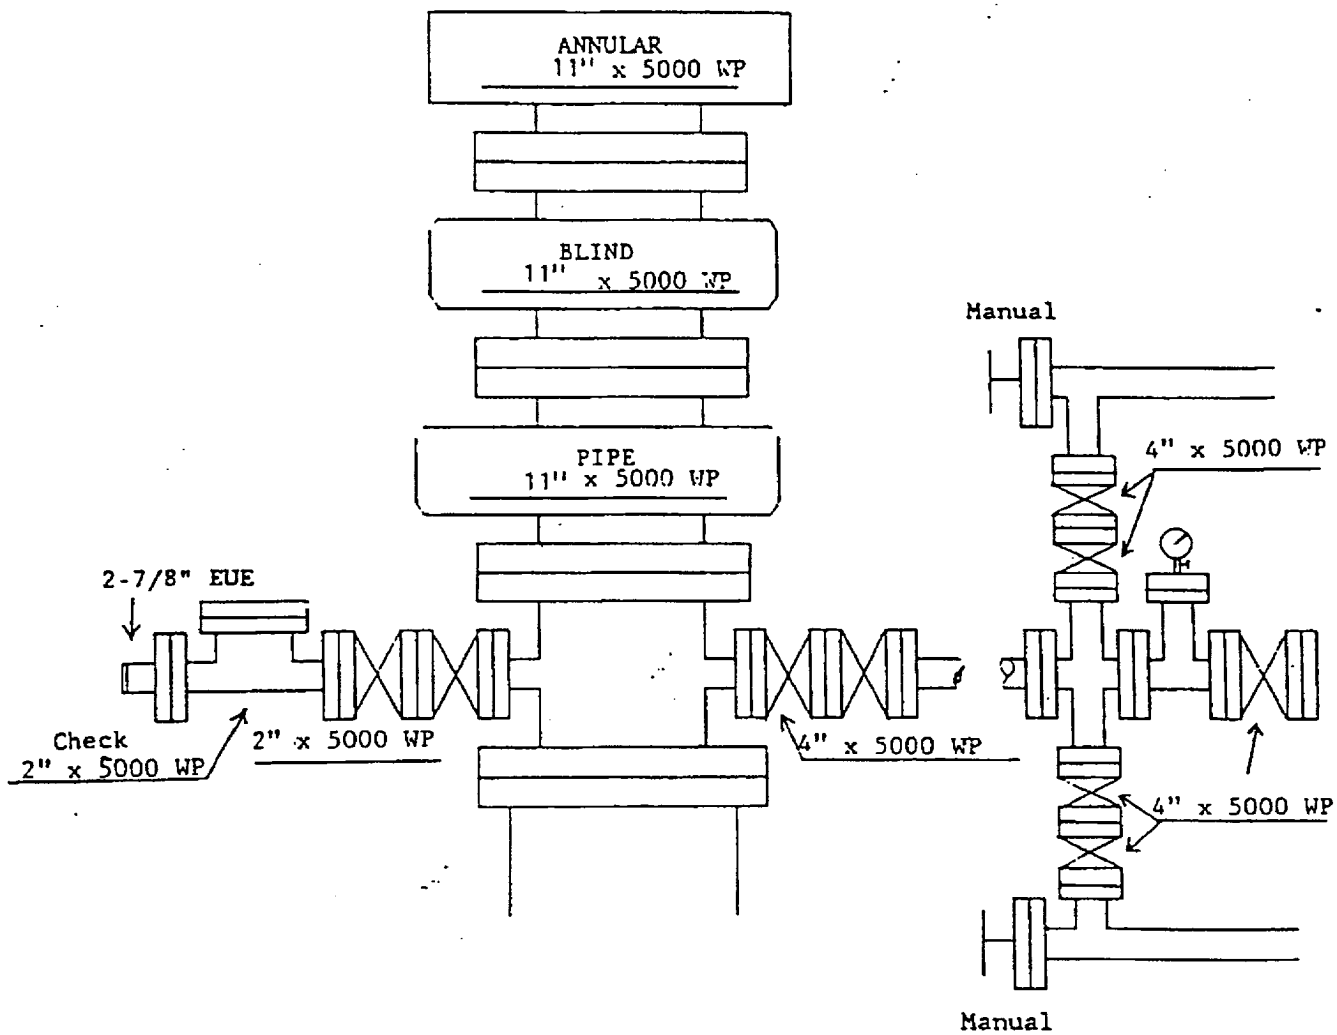 ANNULAR
11" x 5000 WP
BLIND
11" x 5000 WP
Manual
PIPE
11" x 5000 WP
4" x 5000 WP
2-7/8" EUE
Check
2" x 5000 WP
2" x 5000 WP
4" x 5000 WP
4" x 5000 WP
Manual